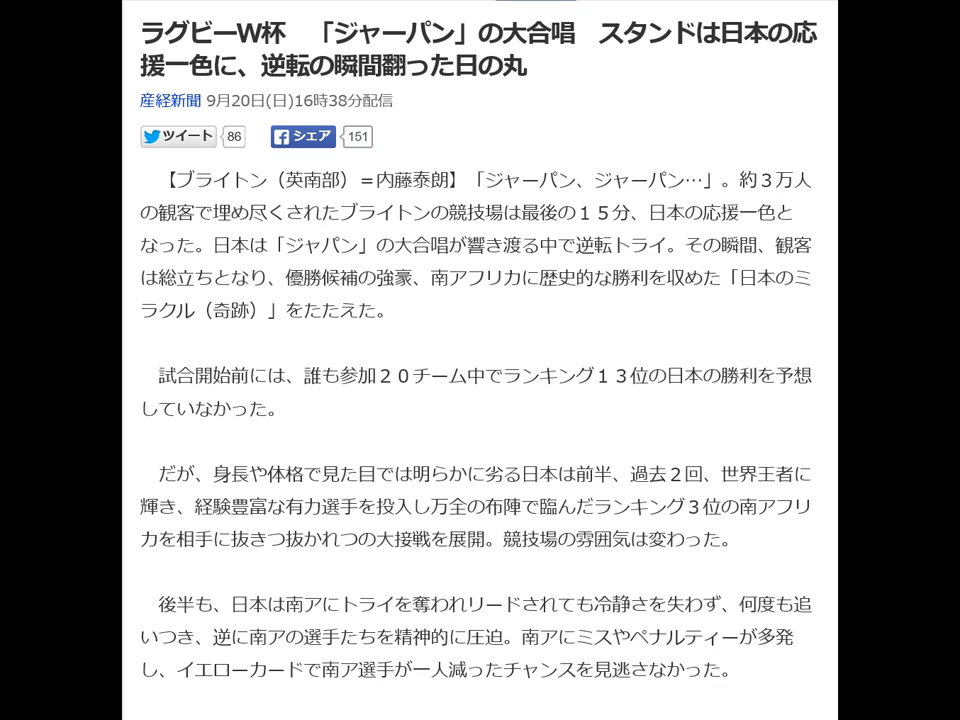 ラグビーW杯　「ジャーパン」の大合唱　スタンドは日本の応
援一色に、逆転の瞬間翻った日の丸
産経新聞 9月20日(日)16時38分配信
ツイート 86 シェア 151
【ブライトン（英南部）＝内藤泰朗】「ジャーパン、ジャーパン…」。約３万人
の観客で埋め尽くされたブライトンの競技場は最後の１５分、日本の応援一色と
なった。日本は「ジャパン」の大合唱が響き渡る中で逆転トライ。その瞬間、観客
は総立ちとなり、優勝候補の強豪、南アフリカに歴史的な勝利を収めた「日本のミ
ラクル（奇跡）」をたたえた。
試合開始前には、誰も参加２０チーム中でランキング１３位の日本の勝利を予想
していなかった。
だが、身長や体格で見た目では明らかに劣る日本は前半、過去２回、世界王者に
輝き、経験豊富な有力選手を投入し万全の布陣で臨んだランキング３位の南アフリ
カを相手に抜きつ抜かれつの大接戦を展開。競技場の雰囲気は変わった。
後半も、日本は南アにトライを奪われリードされても冷静さを失わず、何度も追
いつき、逆に南アの選手たちを精神的に圧迫。南アにミスやペナルティーが多発
し、イエローカードで南ア選手が一人減ったチャンスを見逃さなかった。